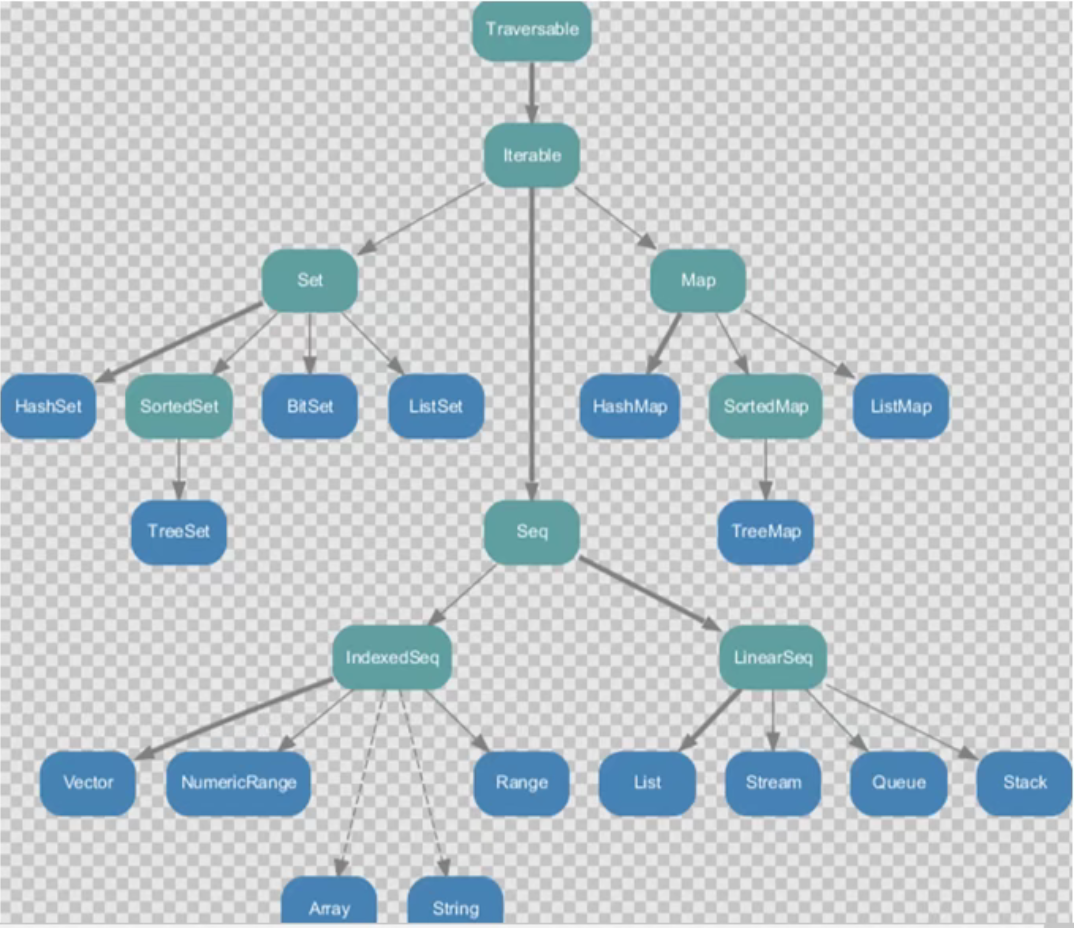 Traversable
Iterable
Set
Map
HashSet
SortedSet
BitSet
ListSet
HashMap
SortedMap
ListMap
TreeSet
Seq
TreeMap
IndexedSeq
LinearSeq
Vector
NumericRange
Range
List
Stream
Queue
Stack
Array
String